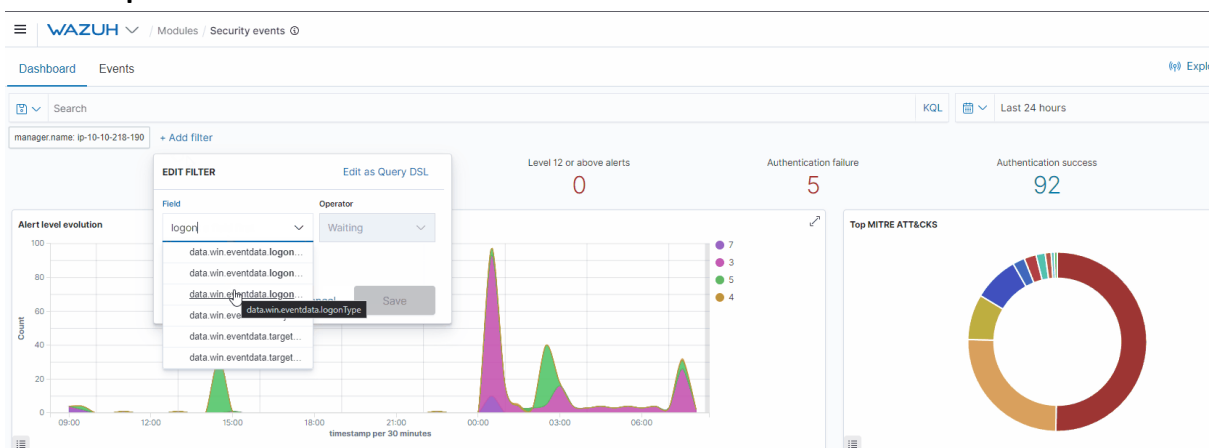 WAZUH / Modules / Security events
Dashboard Events
Explo
Search KQL Last 24 hours
manager.name: ip-10-10-218-190 + Add filter
EDIT FILTER Edit as Query DSL
Level 12 or above alerts
0
Authentication failure
5
Authentication success
92
Field Operator
logon Waiting
data.win.eventdata.logon...
data.win.eventdata.logon...
data.win.eventdata.logon...
data.win.eventdata.logonType
data.win.eve
data.win.eventdata.target...
data.win.eventdata.target...
Save
Alert level evolution
100
80
60
40
20
0
Count
09:00 12:00 15:00 18:00 21:00 00:00 03:00 06:00
timestamp per 30 minutes
7
3
5
4
Top MITRE ATT&CKS